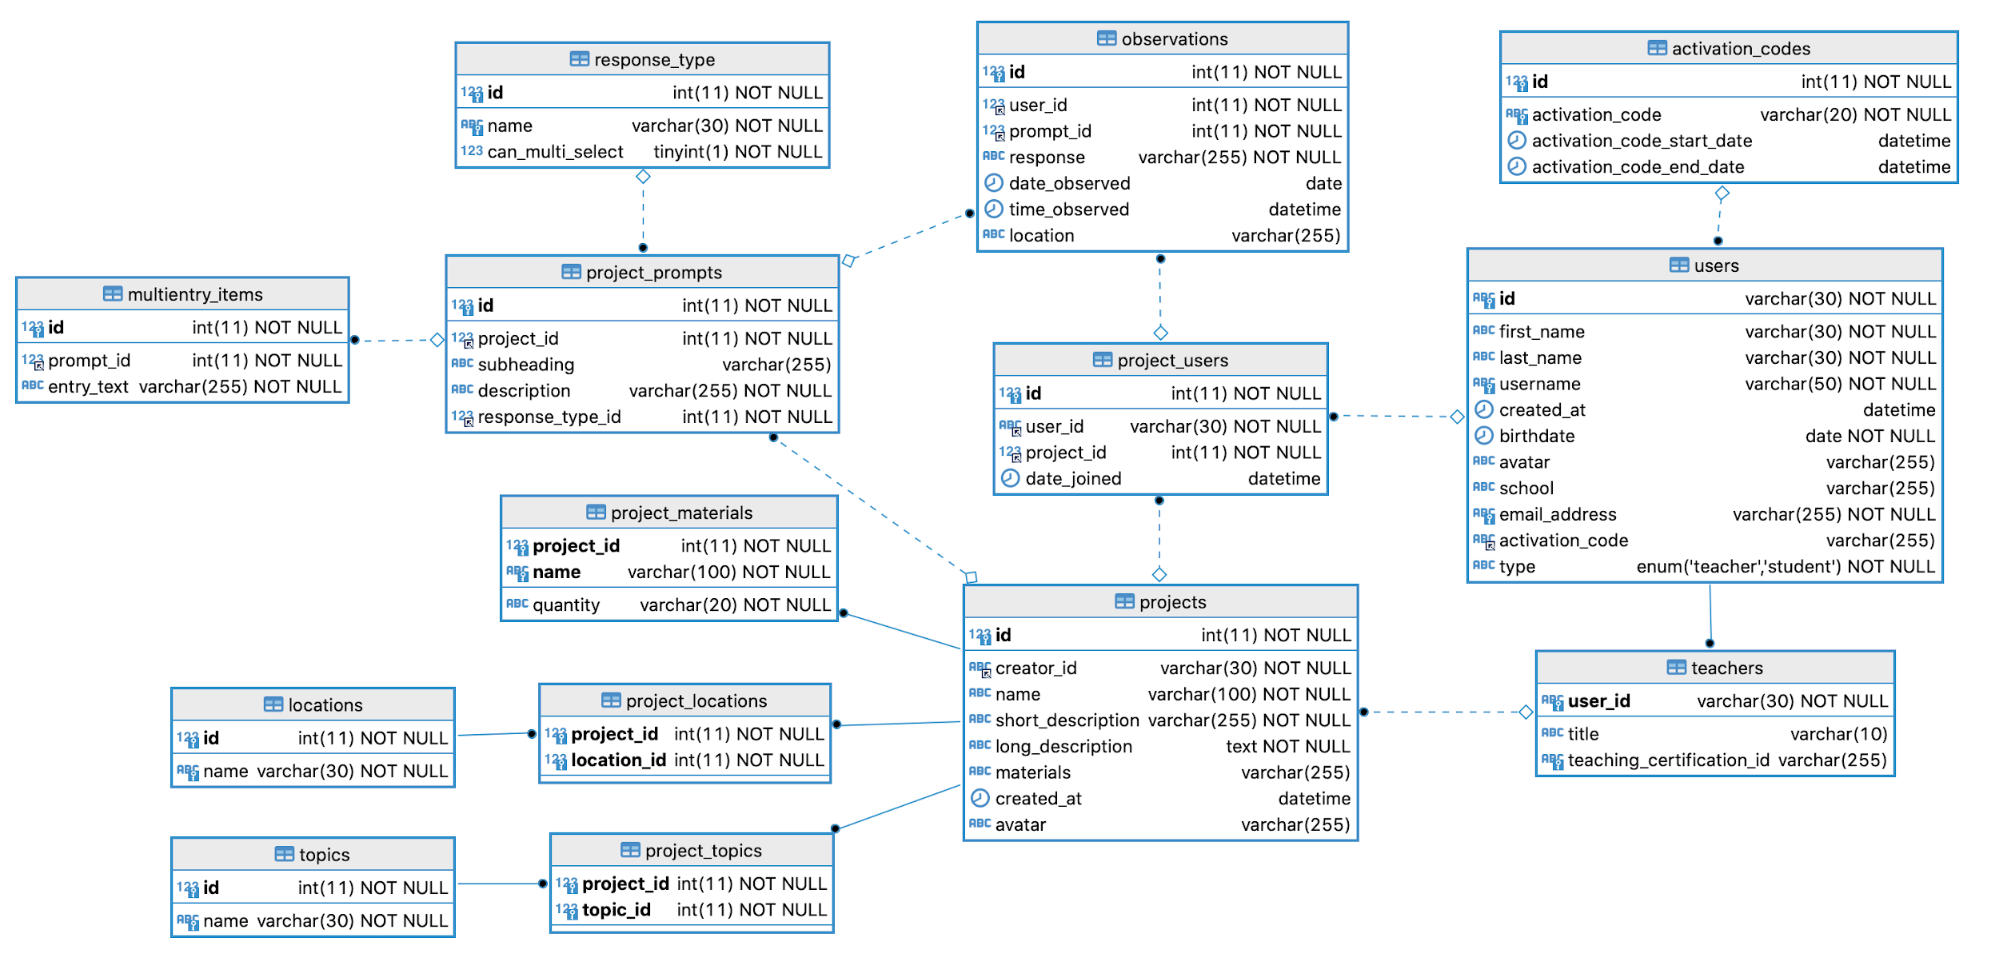 response_type
123 id int(11) NOT NULL
ABC name varchar(30) NOT NULL
123 can_multi_select tinyint(1) NOT NULL
observations
123 id int(11) NOT NULL
123 user_id int(11) NOT NULL
123 prompt_id int(11) NOT NULL
ABC response varchar(255) NOT NULL
date_observed date
time_observed datetime
ABC location varchar(255)
activation_codes
123 id int(11) NOT NULL
ABC activation_code varchar(20) NOT NULL
activation_code_start_date datetime
activation_code_end_date datetime
multientry_items
123 id int(11) NOT NULL
123 prompt_id int(11) NOT NULL
ABC entry_text varchar(255) NOT NULL
project_prompts
123 id int(11) NOT NULL
123 project_id int(11) NOT NULL
ABC subheading varchar(255)
ABC description varchar(255) NOT NULL
123 response_type_id int(11) NOT NULL
project_users
123 id int(11) NOT NULL
ABC user_id varchar(30) NOT NULL
123 project_id int(11) NOT NULL
date_joined datetime
users
ABC id varchar(30) NOT NULL
ABC first_name varchar(30) NOT NULL
ABC last_name varchar(30) NOT NULL
ABC username varchar(50) NOT NULL
created_at datetime
birthdate date NOT NULL
ABC avatar varchar(255)
ABC school varchar(255)
ABC email_address varchar(255) NOT NULL
ABC activation_code varchar(255)
ABC type enum('teacher','student') NOT NULL
project_materials
123 project_id int(11) NOT NULL
ABC name varchar(100) NOT NULL
ABC quantity varchar(20) NOT NULL
projects
123 id int(11) NOT NULL
ABC creator_id varchar(30) NOT NULL
ABC name varchar(100) NOT NULL
ABC short_description varchar(255) NOT NULL
ABC long_description text NOT NULL
ABC materials varchar(255)
created_at datetime
ABC avatar varchar(255)
teachers
ABC user_id varchar(30) NOT NULL
ABC title varchar(10)
ABC teaching_certification_id varchar(255)
locations
123 id int(11) NOT NULL
ABC name varchar(30) NOT NULL
project_locations
123 project_id int(11) NOT NULL
123 location_id int(11) NOT NULL
topics
123 id int(11) NOT NULL
ABC name varchar(30) NOT NULL
project_topics
123 project_id int(11) NOT NULL
123 topic_id int(11) NOT NULL